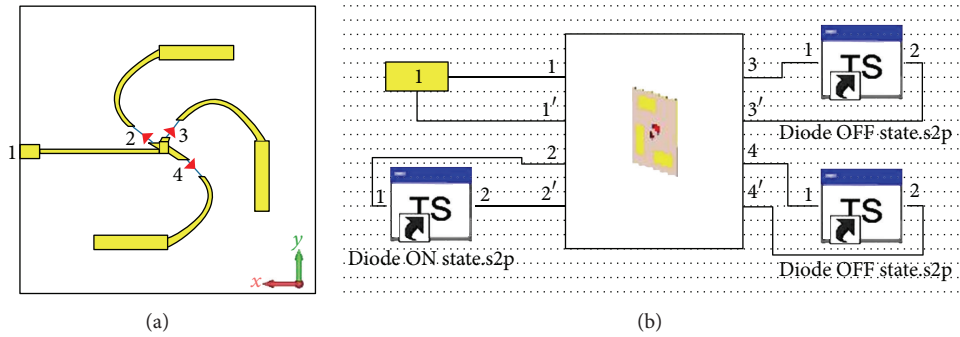 1
2
3
4
y
x
(a)
1
1
1′
2
2′
3
3′
4
4′
1
TS
2
Diode ON state.s2p
1
TS
2
Diode OFF state.s2p
1
TS
2
Diode OFF state.s2p
(b)